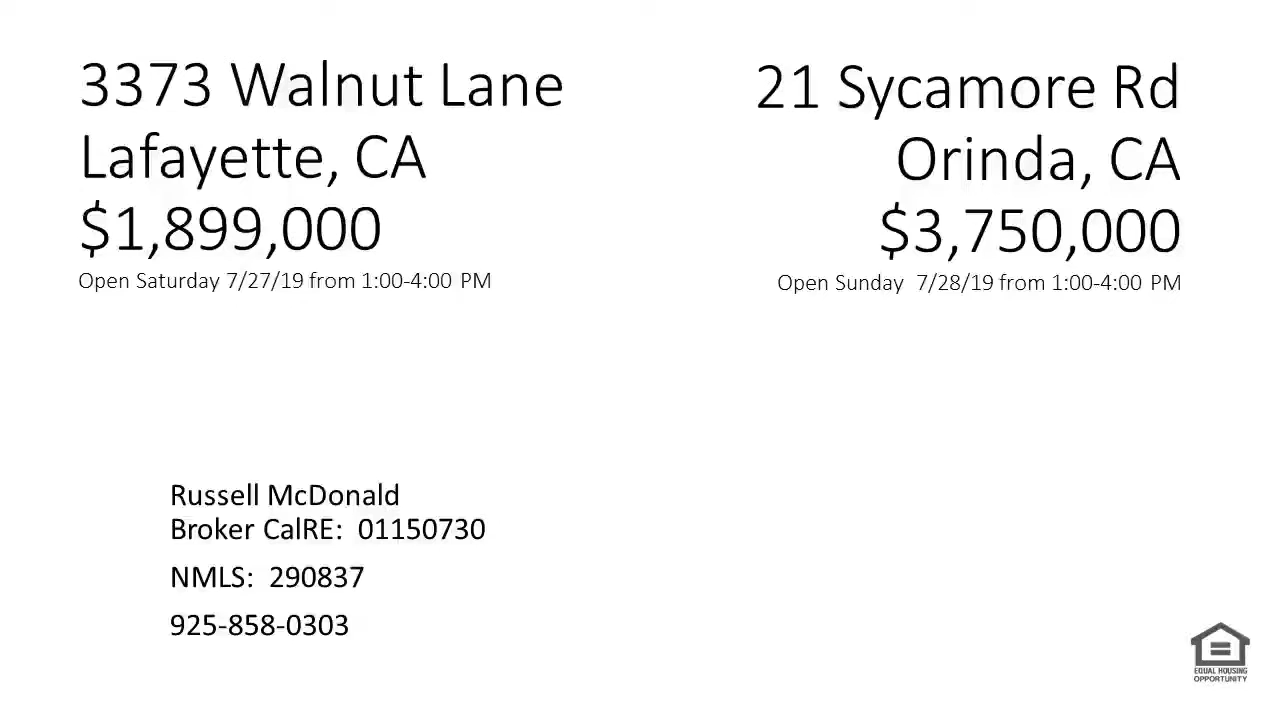 3373 Walnut Lane
Lafayette, CA
$1,899,000
Open Saturday 7/27/19 from 1:00-4:00 PM
21 Sycamore Rd
Orinda, CA
$3,750,000
Open Sunday  7/28/19 from 1:00-4:00 PM
Russell McDonald
Broker CalRE:  01150730
NMLS:  290837
925-858-0303
EQUAL HOUSING
OPPORTUNITY